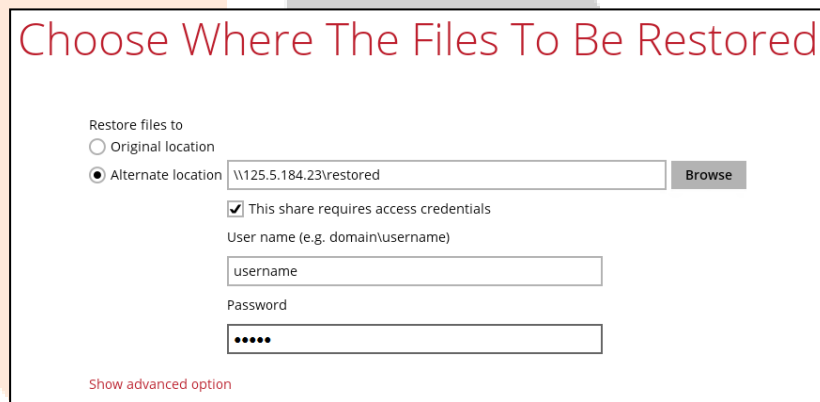 Choose Where The Files To Be Restored
Restore files to
Original location
Alternate location \\125.5.184.23\restored Browse
This share requires access credentials
User name (e.g. domain\username)
username
Password
•••••
Show advanced option